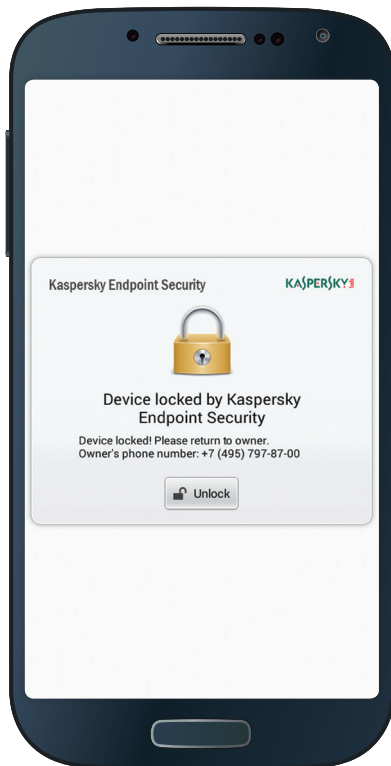 Kaspersky Endpoint Security KASPERSKY lab
Device locked by Kaspersky
Endpoint Security
Device locked! Please return to owner.
Owner's phone number: +7 (495) 797-87-00
Unlock